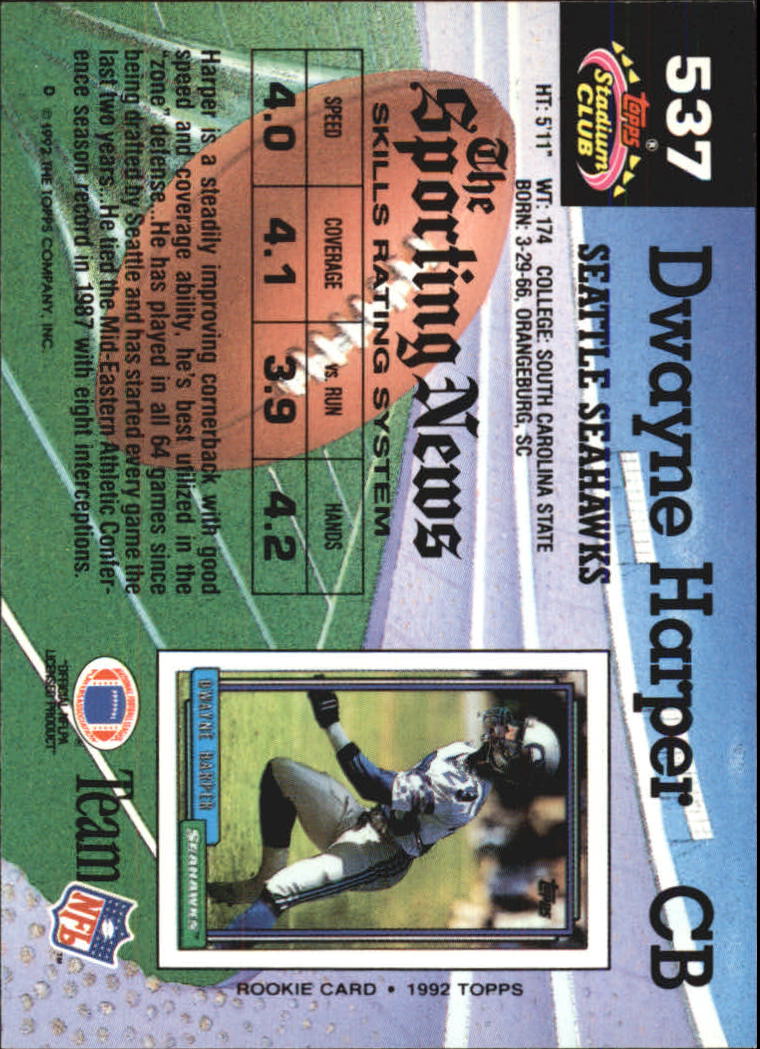 537
TOPPS®
Stadium
CLUB
Dwayne Harper CB
SEATTLE SEAHAWKS
HT: 5'11" WT: 174 COLLEGE: SOUTH CAROLINA STATE
BORN: 3-29-66, ORANGEBURG, SC
The
Sporting News
SKILLS RATING SYSTEM
SPEED COVERAGE VS. RUN HANDS
4.0 4.1 3.9 4.2
Harper is a steadily improving cornerback with good
speed and coverage ability, he's best utilized in the
"zone" defense...He has played in all 64 games since
being drafted by Seattle and has started every game the
last two years...He tied the Mid-Eastern Athletic Confer-
ence season record in 1987 with eight interceptions.
D © 1992 THE TOPPS COMPANY, INC.
TOPPS
DWAYNE HARPER
SEAHAWKS
ROOKIE CARD • 1992 TOPPS
"OFFICIAL NFLPA
LICENSED PRODUCT"
Team
NFL
TM